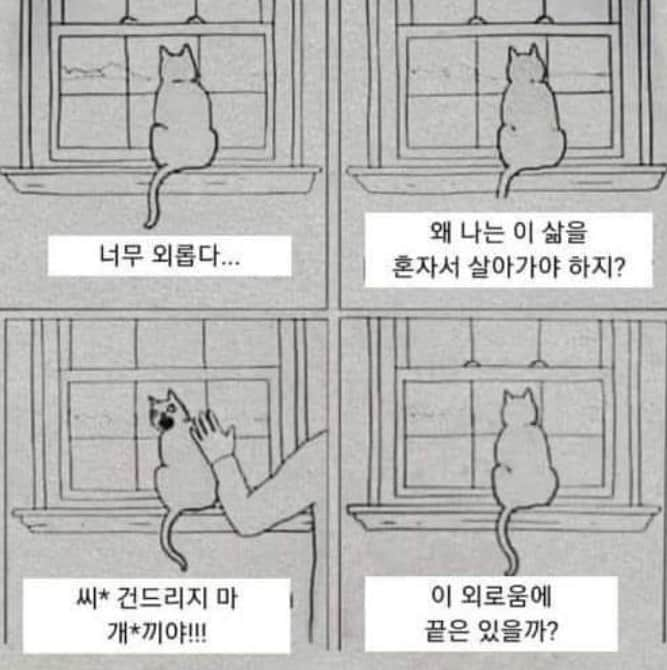 너무 외롭다...
왜 나는 이 삶을
혼자서 살아가야 하지?
씨* 건드리지 마
개*끼야!!!
이 외로움에
끝은 있을까?